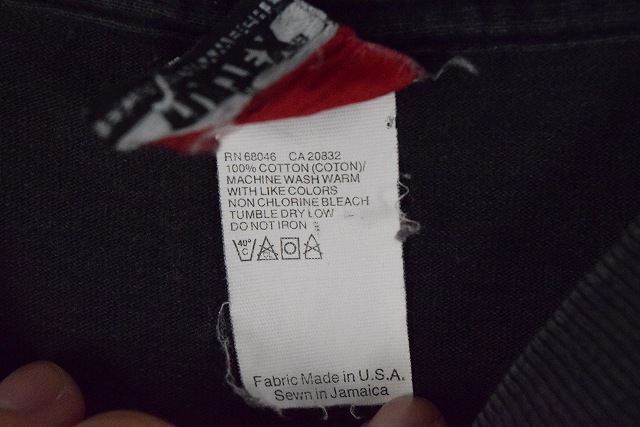 RN 68046 CA 20832
100% COTTON (COTON)/
MACHINE WASH WARM
WITH LIKE COLORS
NON CHLORINE BLEACH
TUMBLE DRY LOW
DO NOT IRON
40°
C
Fabric Made in U.S.A.
Sewn in Jamaica